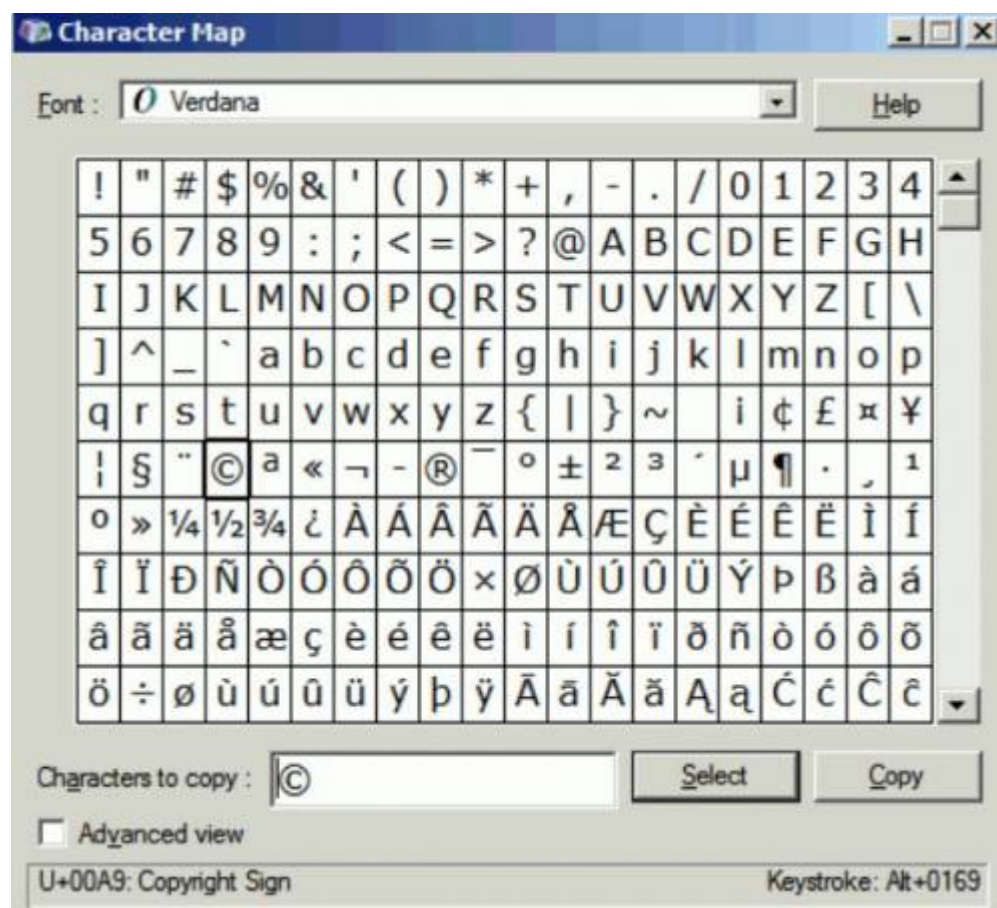 Character Map
Font : O Verdana Help
! " # $ % & ' ( ) * + , - . / 0 1 2 3 4
5 6 7 8 9 : ; < = > ? @ A B C D E F G H
I J K L M N O P Q R S T U V W X Y Z [ \
] ^ _ ` a b c d e f g h i j k l m n o p
q r s t u v w x y z { | } ~ ¡ ¢ £ ¤ ¥
¦ § ¨ © ª « ¬ - ® ¯ ° ± ² ³ ´ µ ¶ · ¸ ¹
º » ¼ ½ ¾ ¿ À Á Â Ã Ä Å Æ Ç È É Ê Ë Ì Í
Î Ï Ð Ñ Ò Ó Ô Õ Ö × Ø Ù Ú Û Ü Ý Þ ß à á
â ã ä å æ ç è é ê ë ì í î ï ð ñ ò ó ô õ
ö ÷ ø ù ú û ü ý þ ÿ Ā ā Ă ă Ą ą Ć ć Ĉ ĉ
Characters to copy : © Select Copy
Advanced view
U+00A9: Copyright Sign Keystroke: Alt+0169